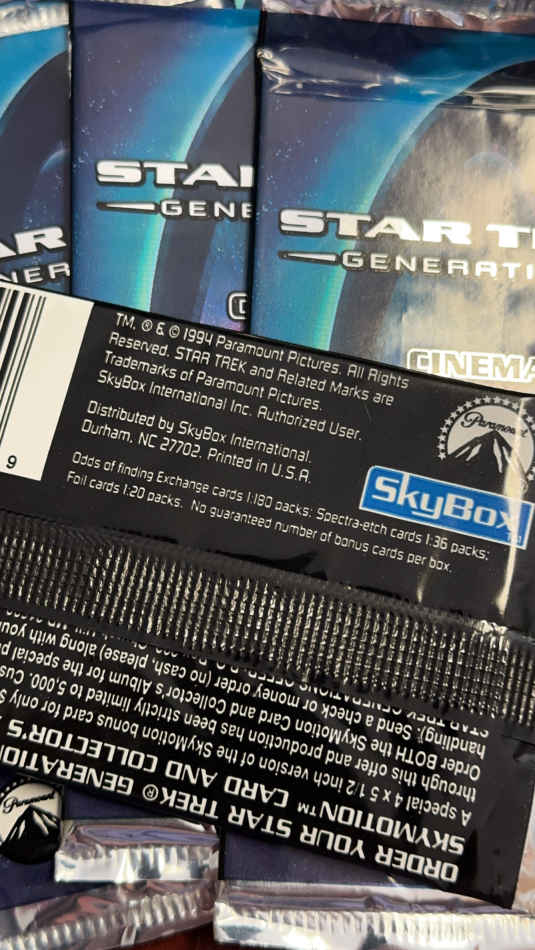 STAR
GENE
STAR
GENERATI
CINEMA
TM, ® & © 1994 Paramount Pictures. All Rights
Reserved. STAR TREK and Related Marks are
Trademarks of Paramount Pictures.
SkyBox International Inc. Authorized User.
Distributed by SkyBox International,
Durham, NC 27702. Printed in U.S.A.
Odds of finding Exchange cards 1:180 packs; Spectra-etch cards 1:36 packs;
Foil cards 1:20 packs. No guaranteed number of bonus cards per box.
9
Paramount
SkyBox™
ORDER YOUR STAR TREK® GENERATION
SKYMOTION™ CARD AND COLLECTOR'S
A special 4 x 5 1/2 inch version of the SkyMotion bonus card for only $
through this offer and production has been strictly limited to 5,000.
Order BOTH the SkyMotion Card and Collector's Album for the special
handling): Send a check or money order (no cash, please) along with your
Paramount